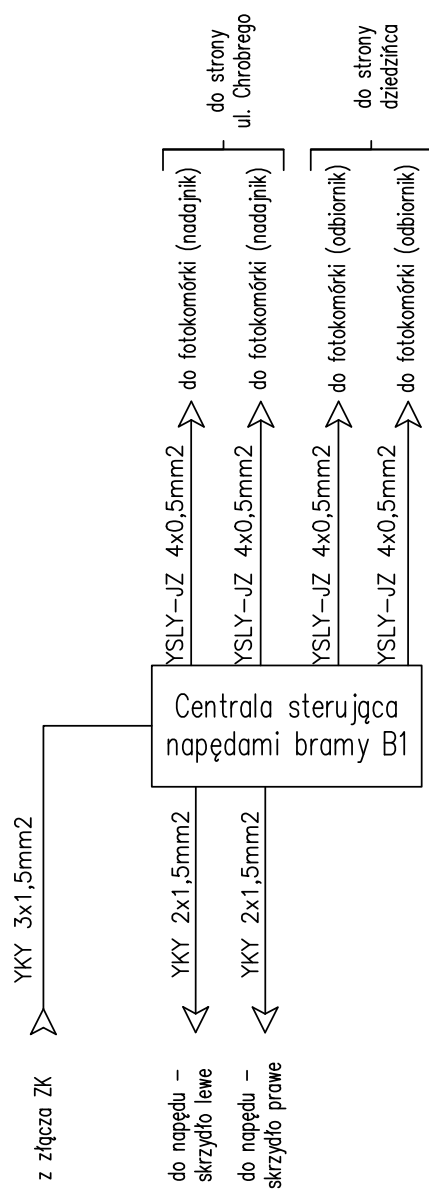 z złącza ZK
YKY 3x1,5mm2
do napędu –
skrzydło lewe
YKY 2x1,5mm2
do napędu –
skrzydło prawe
YKY 2x1,5mm2
Centrala sterująca
napędami bramy B1
YSLY-JZ 4x0,5mm2
do fotokomórki (nadajnik)
YSLY-JZ 4x0,5mm2
do fotokomórki (nadajnik)
do strony
ul. Chrobrego
YSLY-JZ 4x0,5mm2
do fotokomórki (odbiornik)
YSLY-JZ 4x0,5mm2
do fotokomórki (odbiornik)
do strony
dziedzińca